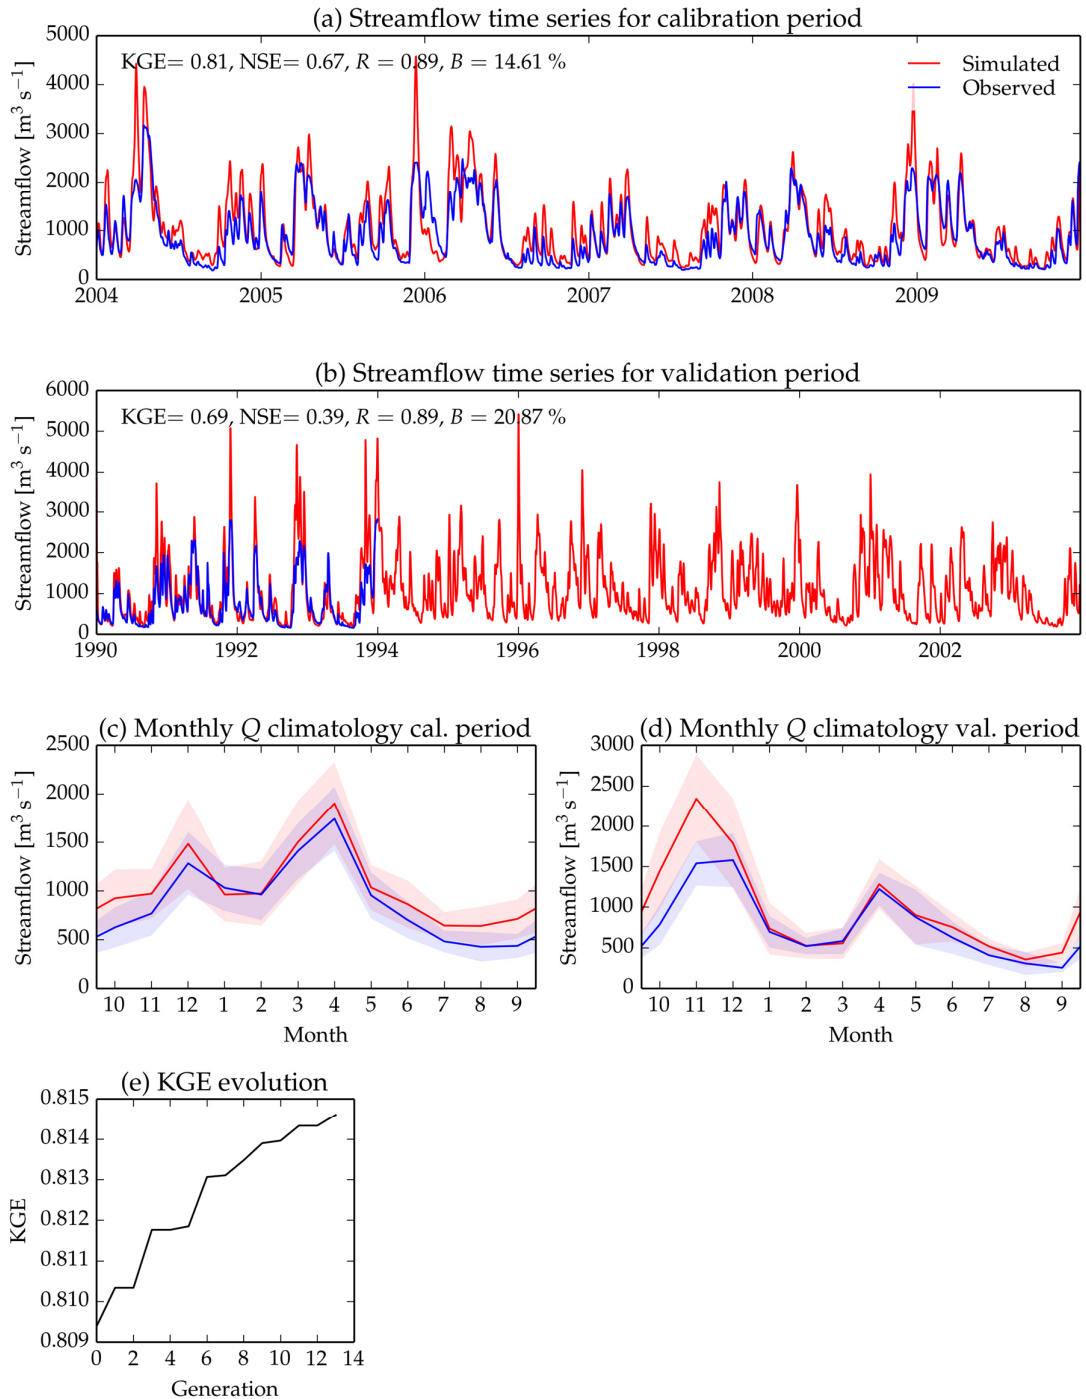 (a) Streamflow time series for calibration period
KGE= 0.81, NSE= 0.67, R = 0.89, B = 14.61 %
Simulated
Observed
Streamflow [m³ s⁻¹]
5000
4000
3000
2000
1000
0
2004 2005 2006 2007 2008 2009
(b) Streamflow time series for validation period
KGE= 0.69, NSE= 0.39, R = 0.89, B = 20.87 %
Streamflow [m³ s⁻¹]
6000
5000
4000
3000
2000
1000
0
1990 1992 1994 1996 1998 2000 2002
(c) Monthly Q climatology cal. period
Streamflow [m³ s⁻¹]
2500
2000
1500
1000
500
0
10 11 12 1 2 3 4 5 6 7 8 9
Month
(d) Monthly Q climatology val. period
Streamflow [m³ s⁻¹]
3000
2500
2000
1500
1000
500
0
10 11 12 1 2 3 4 5 6 7 8 9
Month
(e) KGE evolution
KGE
0.815
0.814
0.813
0.812
0.811
0.810
0.809
0 2 4 6 8 10 12 14
Generation